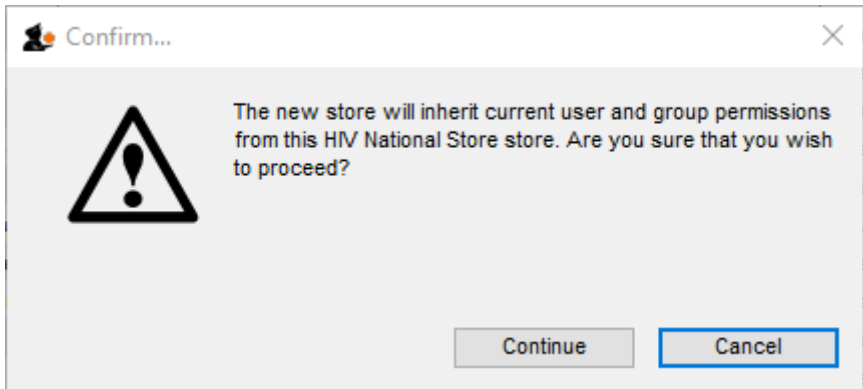 Confirm...
The new store will inherit current user and group permissions
from this HIV National Store store. Are you sure that you wish
to proceed?
Continue
Cancel